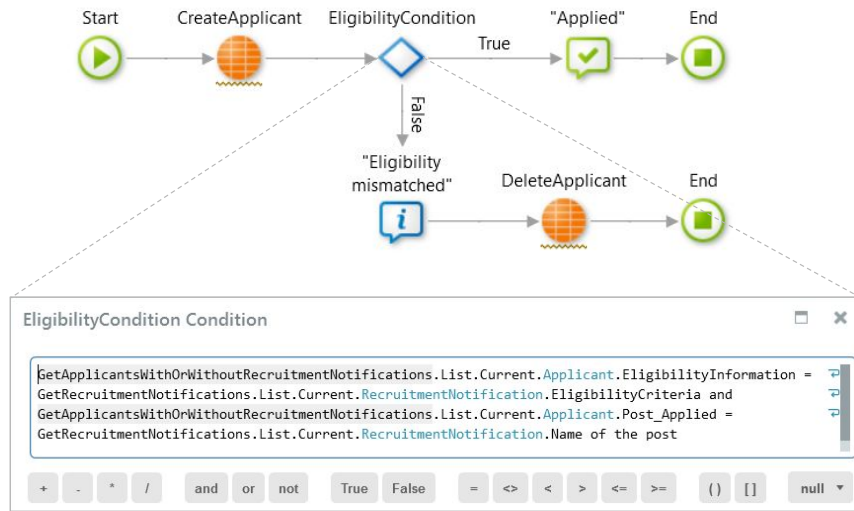 Start CreateApplicant EligibilityCondition "Applied" End
True
False
"Eligibility
mismatched" DeleteApplicant End
EligibilityCondition Condition
GetApplicantsWithOrWithoutRecruitmentNotifications.List.Current.Applicant.EligibilityInformation =
GetRecruitmentNotifications.List.Current.RecruitmentNotification.EligibilityCriteria and
GetApplicantsWithOrWithoutRecruitmentNotifications.List.Current.Applicant.Post_Applied =
GetRecruitmentNotifications.List.Current.RecruitmentNotification.Name of the post
+ - * / and or not True False = <> < > <= >= () [] null